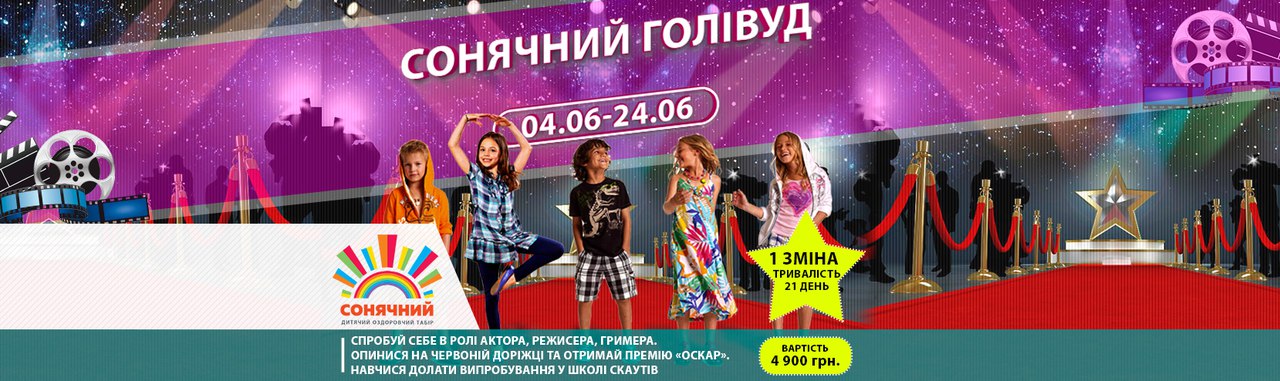 СОНЯЧНИЙ ГОЛІВУД
04.06-24.06
1 ЗМІНА
ТРИВАЛІСТЬ
21 ДЕНЬ
СОНЯЧНИЙ
ДИТЯЧИЙ ОЗДОРОВЧИЙ ТАБІР
СПРОБУЙ СЕБЕ В РОЛІ АКТОРА, РЕЖИСЕРА, ГРИМЕРА.
ОПИНИСЯ НА ЧЕРВОНІЙ ДОРІЖЦІ ТА ОТРИМАЙ ПРЕМІЮ «ОСКАР».
НАВЧИСЯ ДОЛАТИ ВИПРОБУВАННЯ У ШКОЛІ СКАУТІВ
ВАРТІСТЬ
4 900 грн.